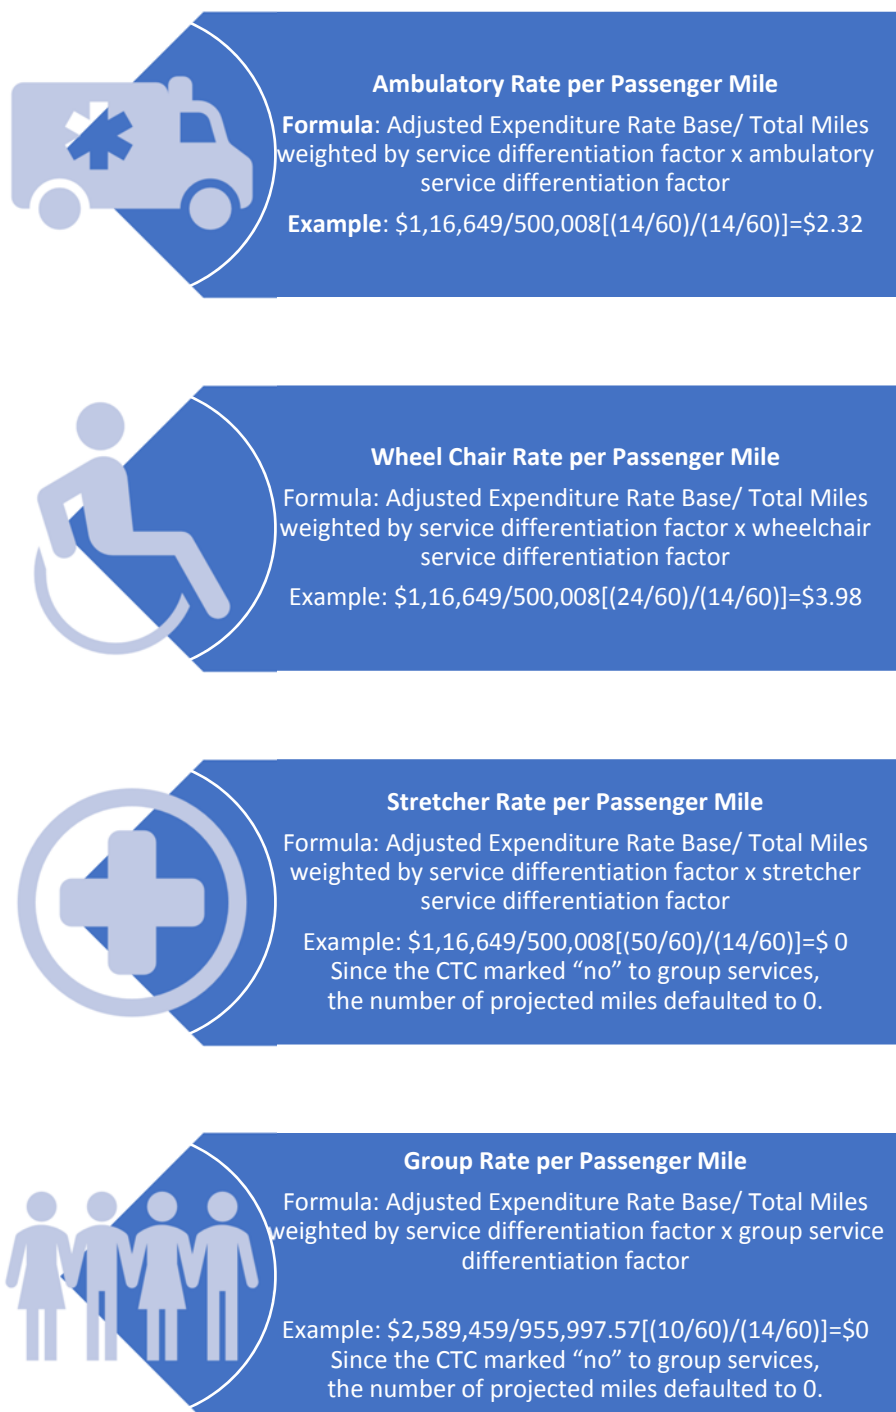 Ambulatory Rate per Passenger Mile
Formula: Adjusted Expenditure Rate Base/ Total Miles
weighted by service differentiation factor x ambulatory
service differentiation factor
Example: $1,16,649/500,008[(14/60)/(14/60)]=$2.32
Wheel Chair Rate per Passenger Mile
Formula: Adjusted Expenditure Rate Base/ Total Miles
weighted by service differentiation factor x wheelchair
service differentiation factor
Example: $1,16,649/500,008[(24/60)/(14/60)]=$3.98
Stretcher Rate per Passenger Mile
Formula: Adjusted Expenditure Rate Base/ Total Miles
weighted by service differentiation factor x stretcher
service differentiation factor
Example: $1,16,649/500,008[(50/60)/(14/60)]=$ 0
Since the CTC marked “no” to group services,
the number of projected miles defaulted to 0.
Group Rate per Passenger Mile
Formula: Adjusted Expenditure Rate Base/ Total Miles
weighted by service differentiation factor x group service
differentiation factor
Example: $2,589,459/955,997.57[(10/60)/(14/60)]=$0
Since the CTC marked “no” to group services,
the number of projected miles defaulted to 0.